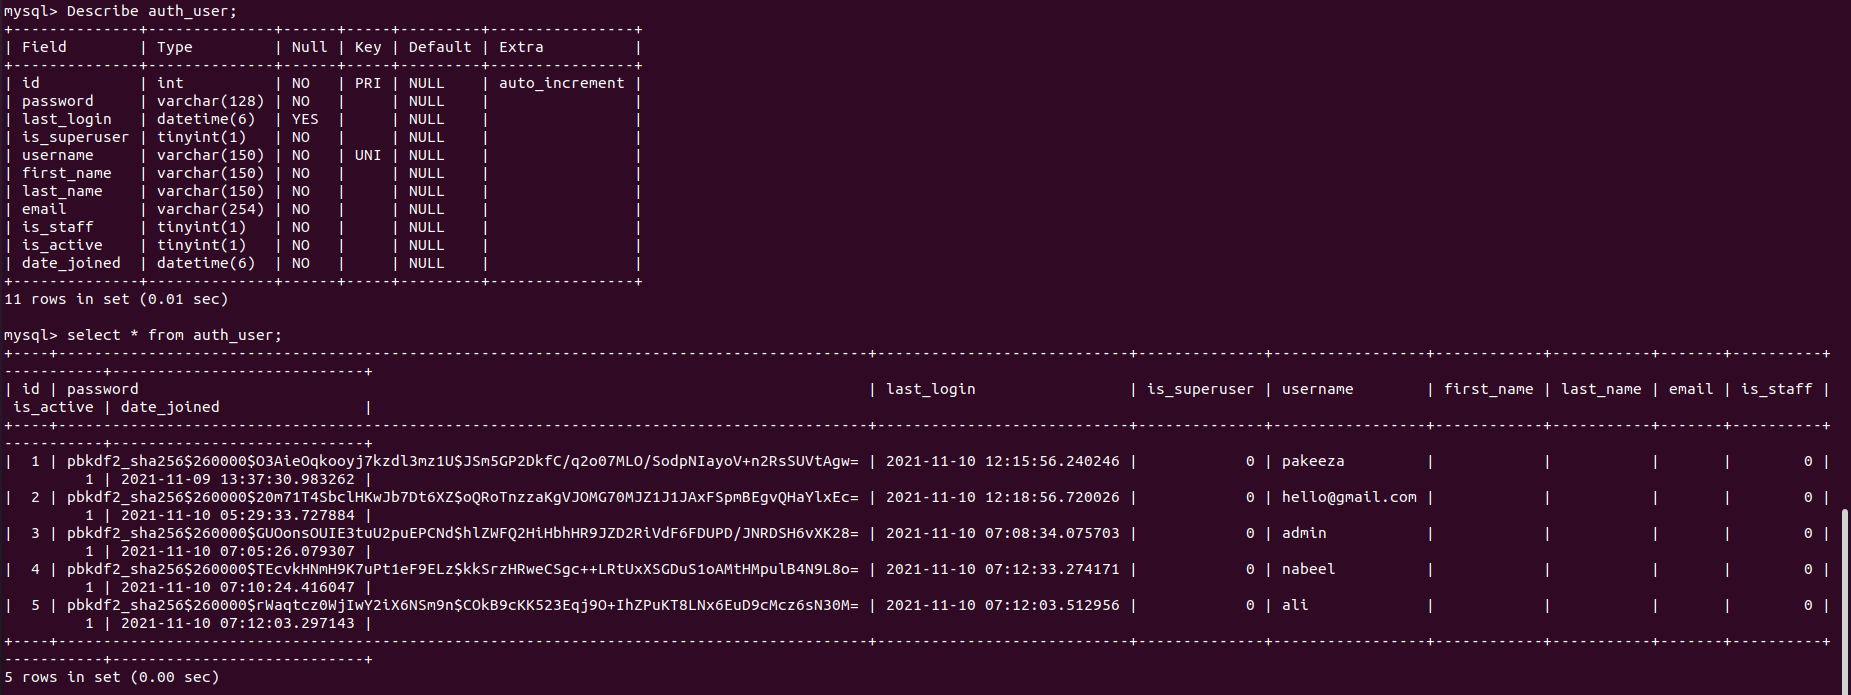 mysql> Describe auth_user;
+--------------+--------------+------+-----+---------+----------------+
| Field        | Type         | Null | Key | Default | Extra          |
+--------------+--------------+------+-----+---------+----------------+
| id           | int          | NO   | PRI | NULL    | auto_increment |
| password     | varchar(128) | NO   |     | NULL    |                |
| last_login   | datetime(6)  | YES  |     | NULL    |                |
| is_superuser | tinyint(1)   | NO   |     | NULL    |                |
| username     | varchar(150) | NO   | UNI | NULL    |                |
| first_name   | varchar(150) | NO   |     | NULL    |                |
| last_name    | varchar(150) | NO   |     | NULL    |                |
| email        | varchar(254) | NO   |     | NULL    |                |
| is_staff     | tinyint(1)   | NO   |     | NULL    |                |
| is_active    | tinyint(1)   | NO   |     | NULL    |                |
| date_joined  | datetime(6)  | NO   |     | NULL    |                |
+--------------+--------------+------+-----+---------+----------------+
11 rows in set (0.01 sec)
mysql> select * from auth_user;
+----+------------------------------------------------------------------------------------------+----------------------------+--------------+-----------------+------------+-----------+-------+----------+
-----------+----------------------------+
| id | password                                                                                 | last_login                 | is_superuser | username        | first_name | last_name | email | is_staff |
 is_active | date_joined                |
+----+------------------------------------------------------------------------------------------+----------------------------+--------------+-----------------+------------+-----------+-------+----------+
-----------+----------------------------+
|  1 | pbkdf2_sha256$260000$O3AieOqkooyj7kzdl3mz1U$JSm5GP2DkfC/q2o07MLO/SodpNIayoV+n2RsSUVtAgw= | 2021-11-10 12:15:56.240246 |            0 | pakeeza         |            |           |       |        0 |
         1 | 2021-11-09 13:37:30.983262 |
|  2 | pbkdf2_sha256$260000$20m71T4SbclHKwJb7Dt6XZ$oQRoTnzzaKgVJOMG70MJZ1J1JAxFSpmBEgvQHaYlxEc= | 2021-11-10 12:18:56.720026 |            0 | hello@gmail.com |            |           |       |        0 |
         1 | 2021-11-10 05:29:33.727884 |
|  3 | pbkdf2_sha256$260000$GUOonsOUIE3tuU2puEPCNd$hlZWFQ2HiHbhHR9JZD2RiVdF6FDUPD/JNRDSH6vXK28= | 2021-11-10 07:08:34.075703 |            0 | admin           |            |           |       |        0 |
         1 | 2021-11-10 07:05:26.079307 |
|  4 | pbkdf2_sha256$260000$TEcvkHNmH9K7uPt1eF9ELz$kkSrzHRweCSgc++LRtUxXSGDuS1oAMtHMpulB4N9L8o= | 2021-11-10 07:12:33.274171 |            0 | nabeel          |            |           |       |        0 |
         1 | 2021-11-10 07:10:24.416047 |
|  5 | pbkdf2_sha256$260000$rWaqtcz0WjIwY2iX6NSm9n$COkB9cKK523Eqj9O+IhZPuKT8LNx6EuD9cMcz6sN30M= | 2021-11-10 07:12:03.512956 |            0 | ali             |            |           |       |        0 |
         1 | 2021-11-10 07:12:03.297143 |
+----+------------------------------------------------------------------------------------------+----------------------------+--------------+-----------------+------------+-----------+-------+----------+
-----------+----------------------------+
5 rows in set (0.00 sec)